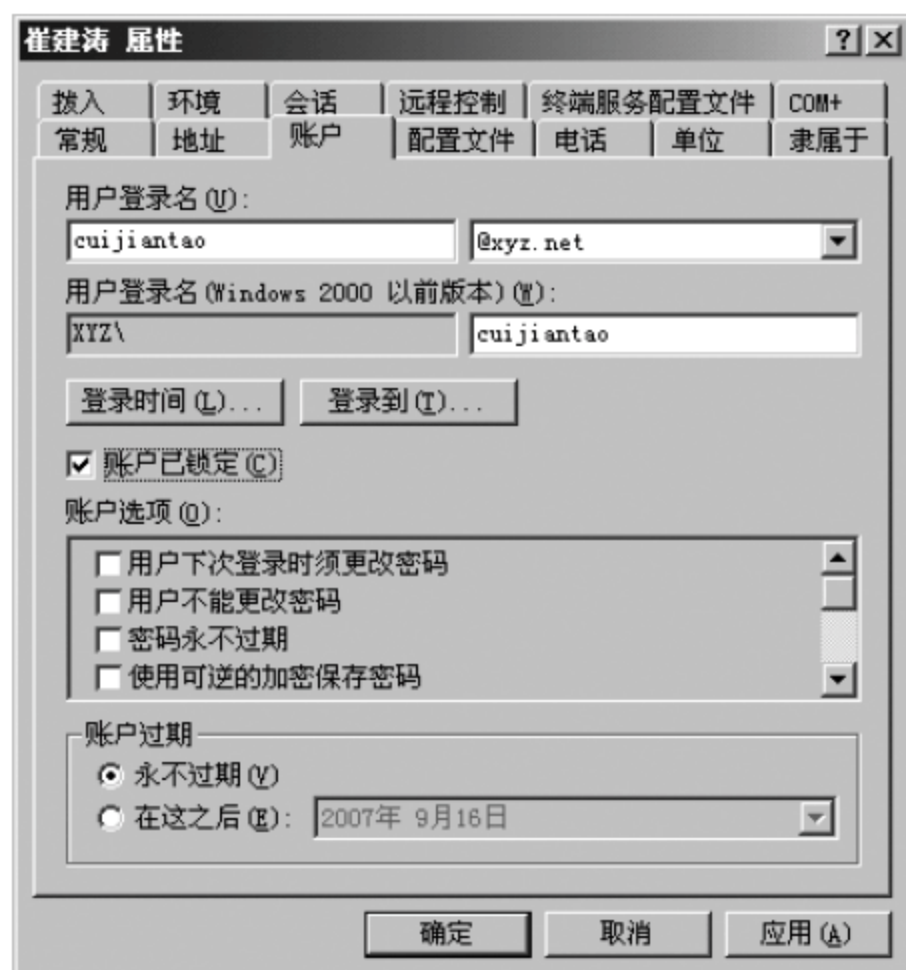 崔建涛 属性
拨入 环境 会话 远程控制 终端服务配置文件 COM+
常规 地址 账户 配置文件 电话 单位 隶属于
用户登录名(U):
cuijiantao @xyz.net
用户登录名(Windows 2000 以前版本)(W):
XYZ\ cuijiantao
登录时间(L)... 登录到(T)...
账户已锁定(C)
账户选项(O):
用户下次登录时须更改密码
用户不能更改密码
密码永不过期
使用可逆的加密保存密码
账户过期
永不过期(V)
在这之后(E): 2007年 9月16日
确定 取消 应用(A)